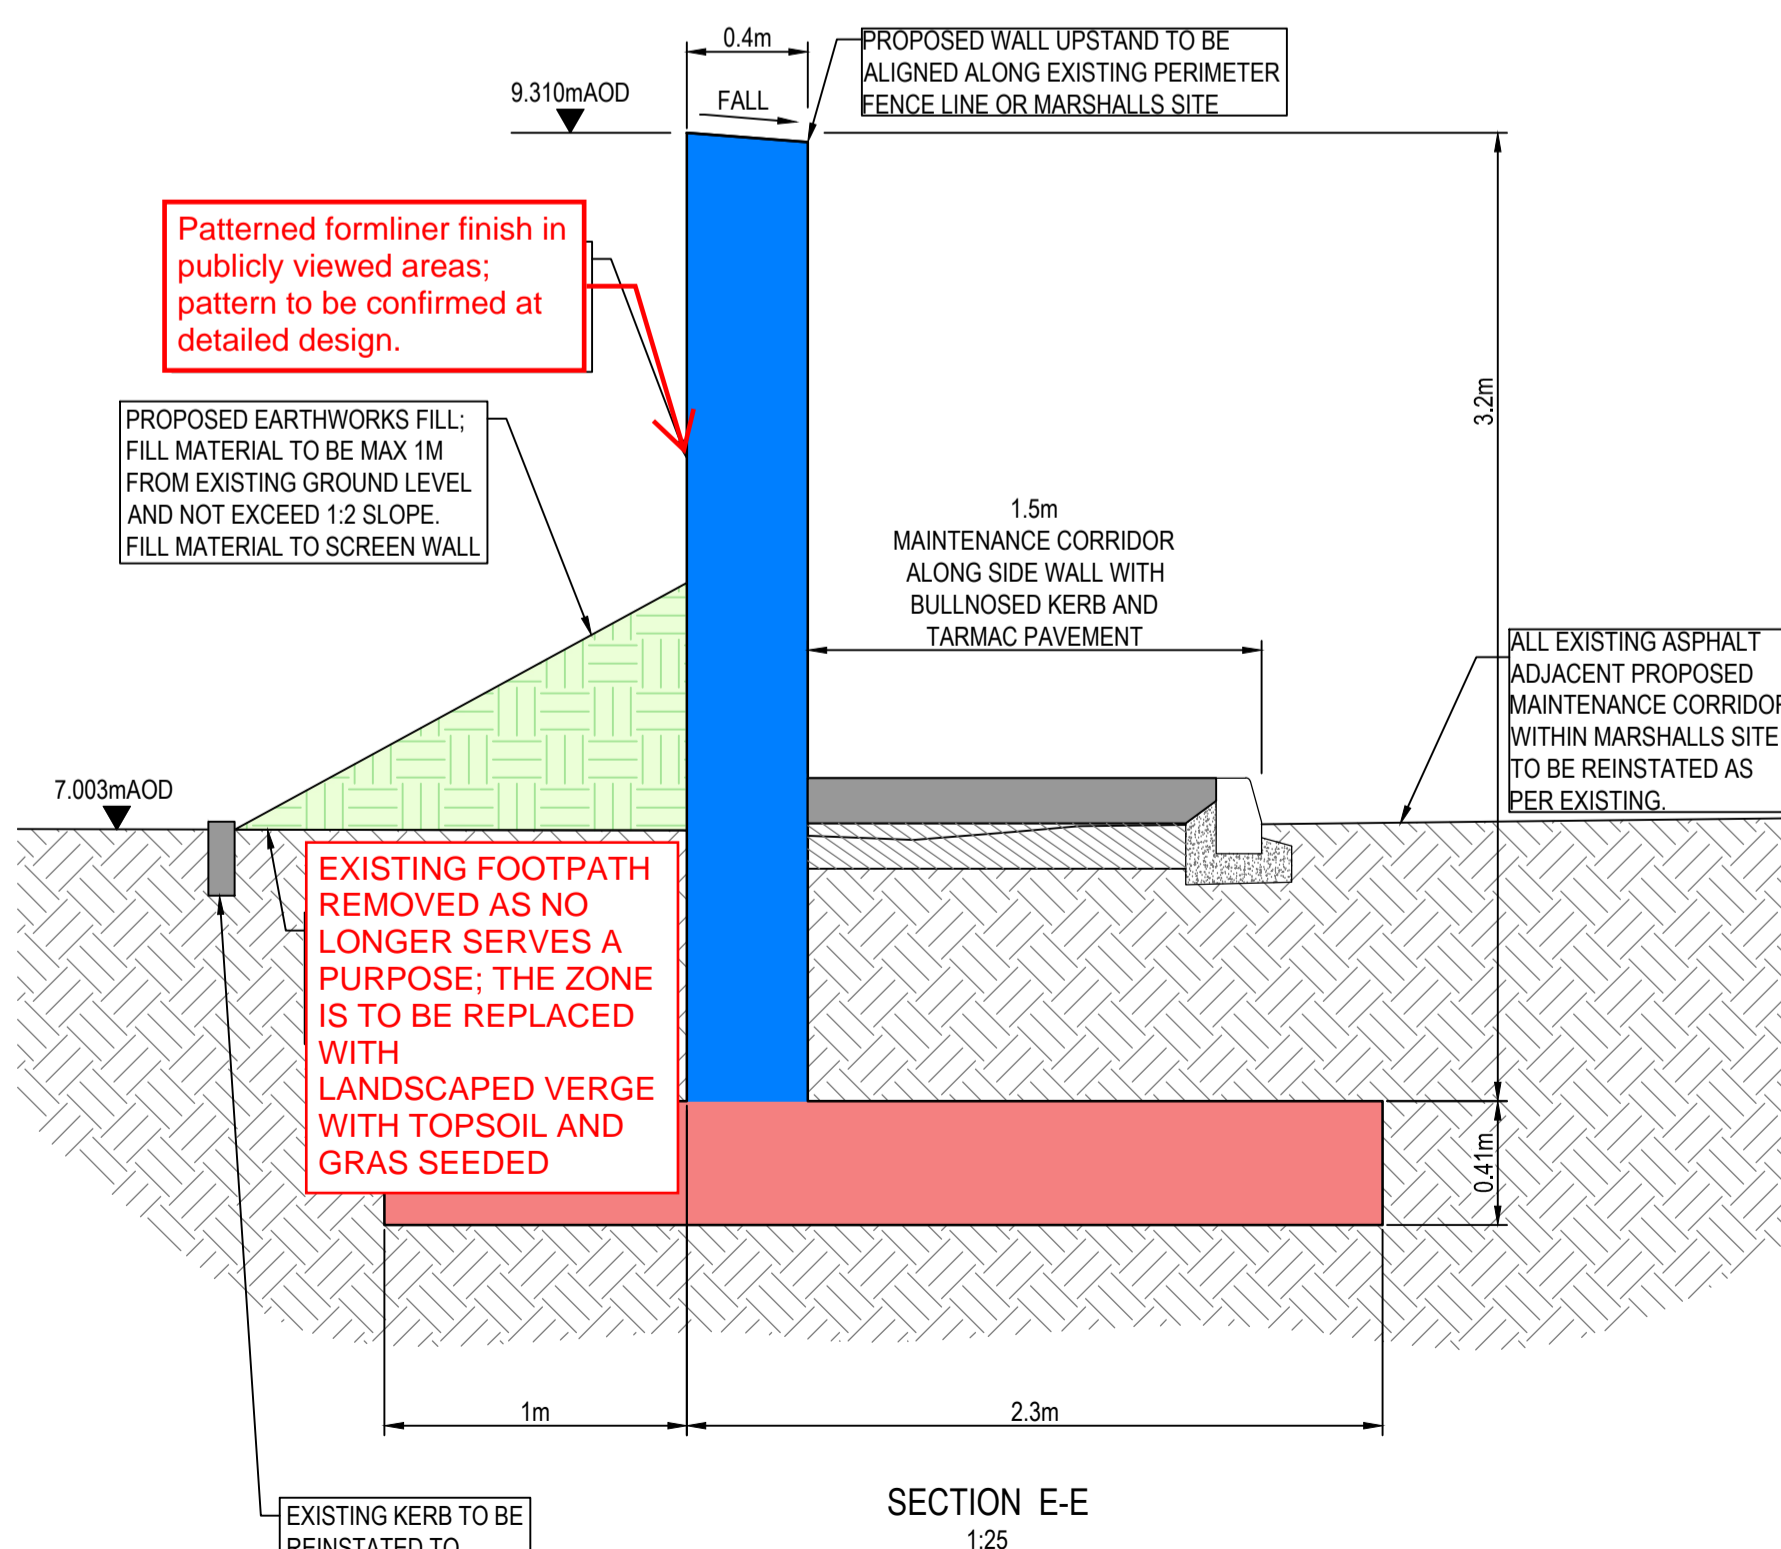 0.4m
PROPOSED WALL UPSTAND TO BE
ALIGNED ALONG EXISTING PERIMETER
FENCE LINE OR MARSHALLS SITE
9.310mAOD
FALL
Patterned formliner finish in
publicly viewed areas;
pattern to be confirmed at
detailed design.
PROPOSED EARTHWORKS FILL;
FILL MATERIAL TO BE MAX 1M
FROM EXISTING GROUND LEVEL
AND NOT EXCEED 1:2 SLOPE.
FILL MATERIAL TO SCREEN WALL
3.2m
1.5m
MAINTENANCE CORRIDOR
ALONG SIDE WALL WITH
BULLNOSED KERB AND
TARMAC PAVEMENT
ALL EXISTING ASPHALT
ADJACENT PROPOSED
MAINTENANCE CORRIDOR
WITHIN MARSHALLS SITE
TO BE REINSTATED AS
PER EXISTING.
7.003mAOD
EXISTING FOOTPATH
REMOVED AS NO
LONGER SERVES A
PURPOSE; THE ZONE
IS TO BE REPLACED
WITH
LANDSCAPED VERGE
WITH TOPSOIL AND
GRAS SEEDED
0.41m
1m
2.3m
SECTION E-E
1:25
EXISTING KERB TO BE
REINSTATED TO